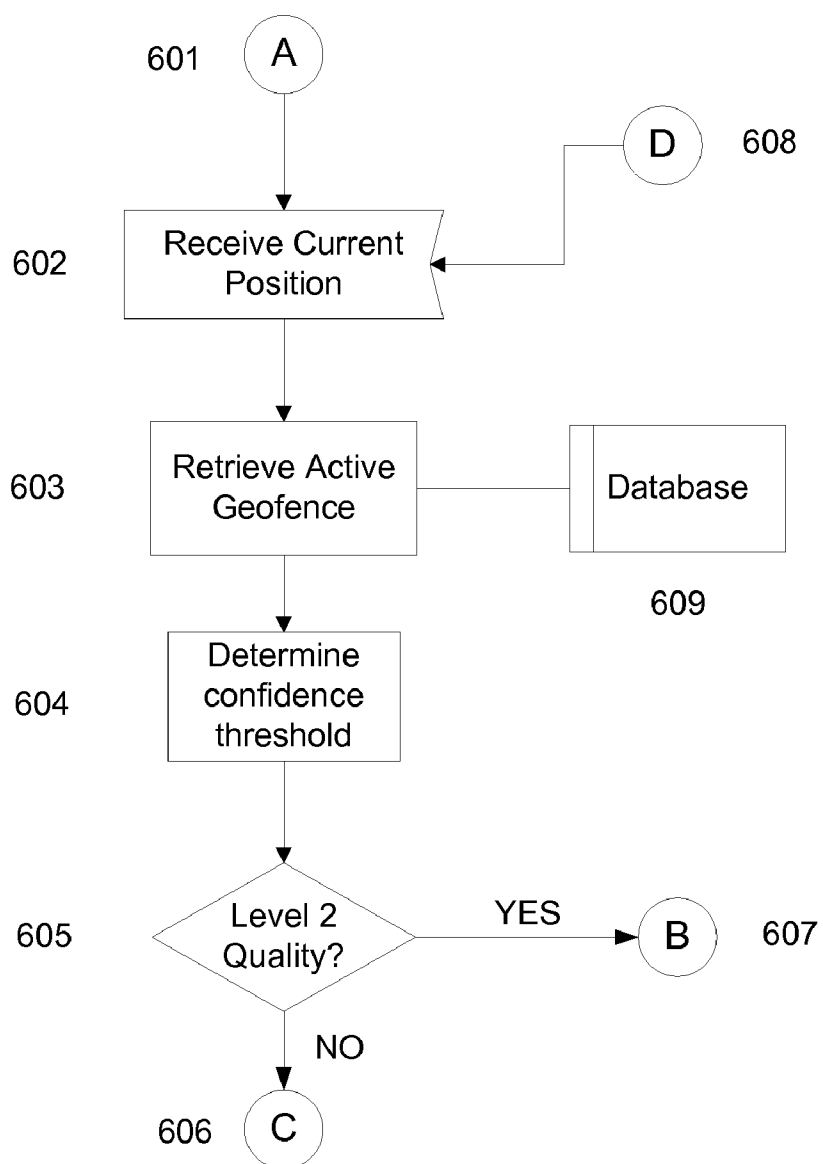 601
A
D
608
602
Receive Current
Position
603
Retrieve Active
Geofence
Database
609
604
Determine
confidence
threshold
605
Level 2
Quality?
YES
B
607
NO
606
C